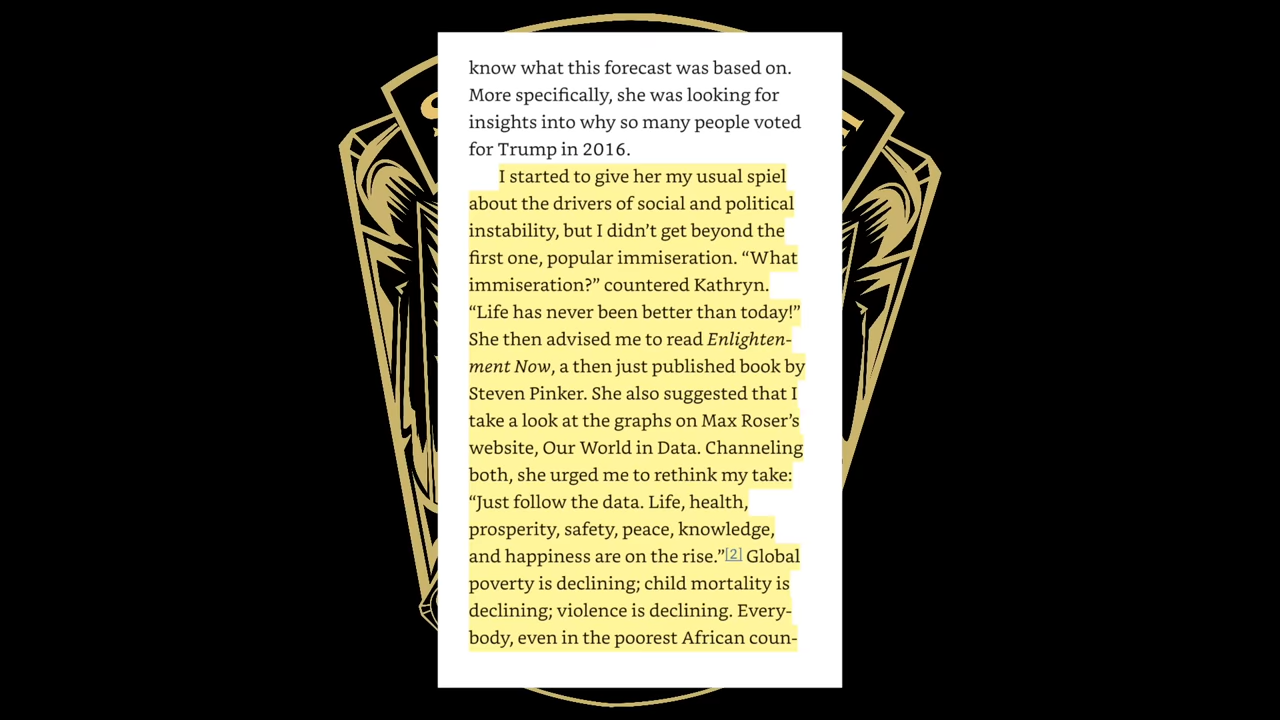 know what this forecast was based on.
More specifically, she was looking for
insights into why so many people voted
for Trump in 2016.
I started to give her my usual spiel
about the drivers of social and political
instability, but I didn’t get beyond the
first one, popular immiseration. “What
immiseration?” countered Kathryn.
“Life has never been better than today!”
She then advised me to read Enlighten-
ment Now, a then just published book by
Steven Pinker. She also suggested that I
take a look at the graphs on Max Roser’s
website, Our World in Data. Channeling
both, she urged me to rethink my take:
“Just follow the data. Life, health,
prosperity, safety, peace, knowledge,
and happiness are on the rise.”[2] Global
poverty is declining; child mortality is
declining; violence is declining. Every-
body, even in the poorest African coun-